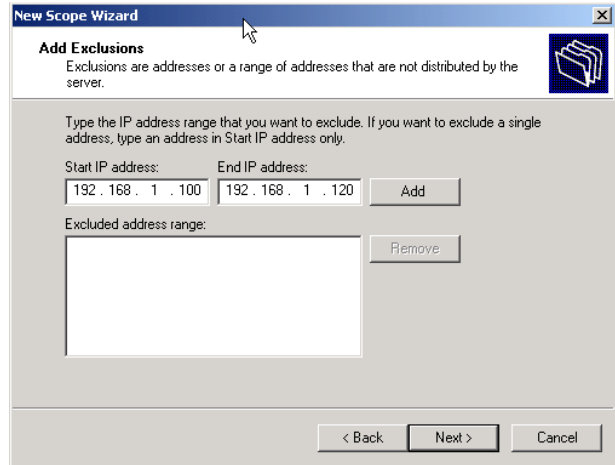 New Scope Wizard
Add Exclusions
Exclusions are addresses or a range of addresses that are not distributed by the
server.
Type the IP address range that you want to exclude. If you want to exclude a single
address, type an address in Start IP address only.
Start IP address: End IP address:
192 . 168 . 1 . 100 192 . 168 . 1 . 120 Add
Excluded address range:
Remove
< Back Next > Cancel